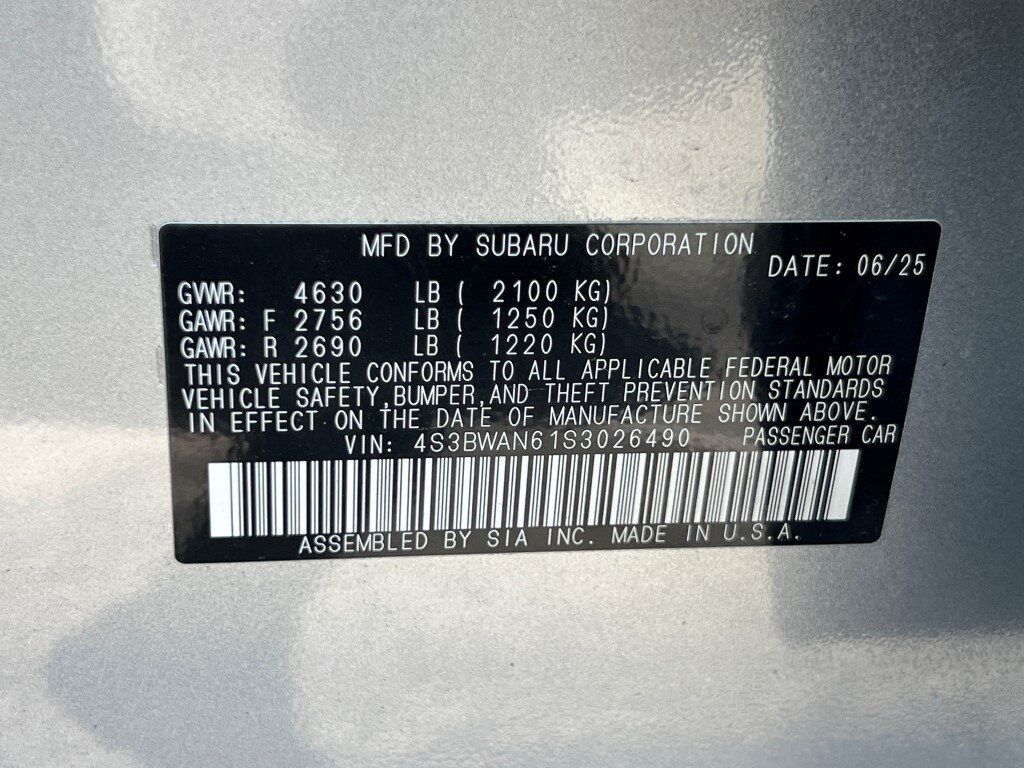 MFD BY SUBARU CORPORATION
DATE: 06/25
GVWR: 4630 LB ( 2100 KG)
GAWR: F 2756 LB ( 1250 KG)
GAWR: R 2690 LB ( 1220 KG)
THIS VEHICLE CONFORMS TO ALL APPLICABLE FEDERAL MOTOR
VEHICLE SAFETY, BUMPER, AND THEFT PREVENTION STANDARDS
IN EFFECT ON THE DATE OF MANUFACTURE SHOWN ABOVE.
VIN: 4S3BWAN61S3026490 PASSENGER CAR
ASSEMBLED BY SIA INC. MADE IN U.S.A.